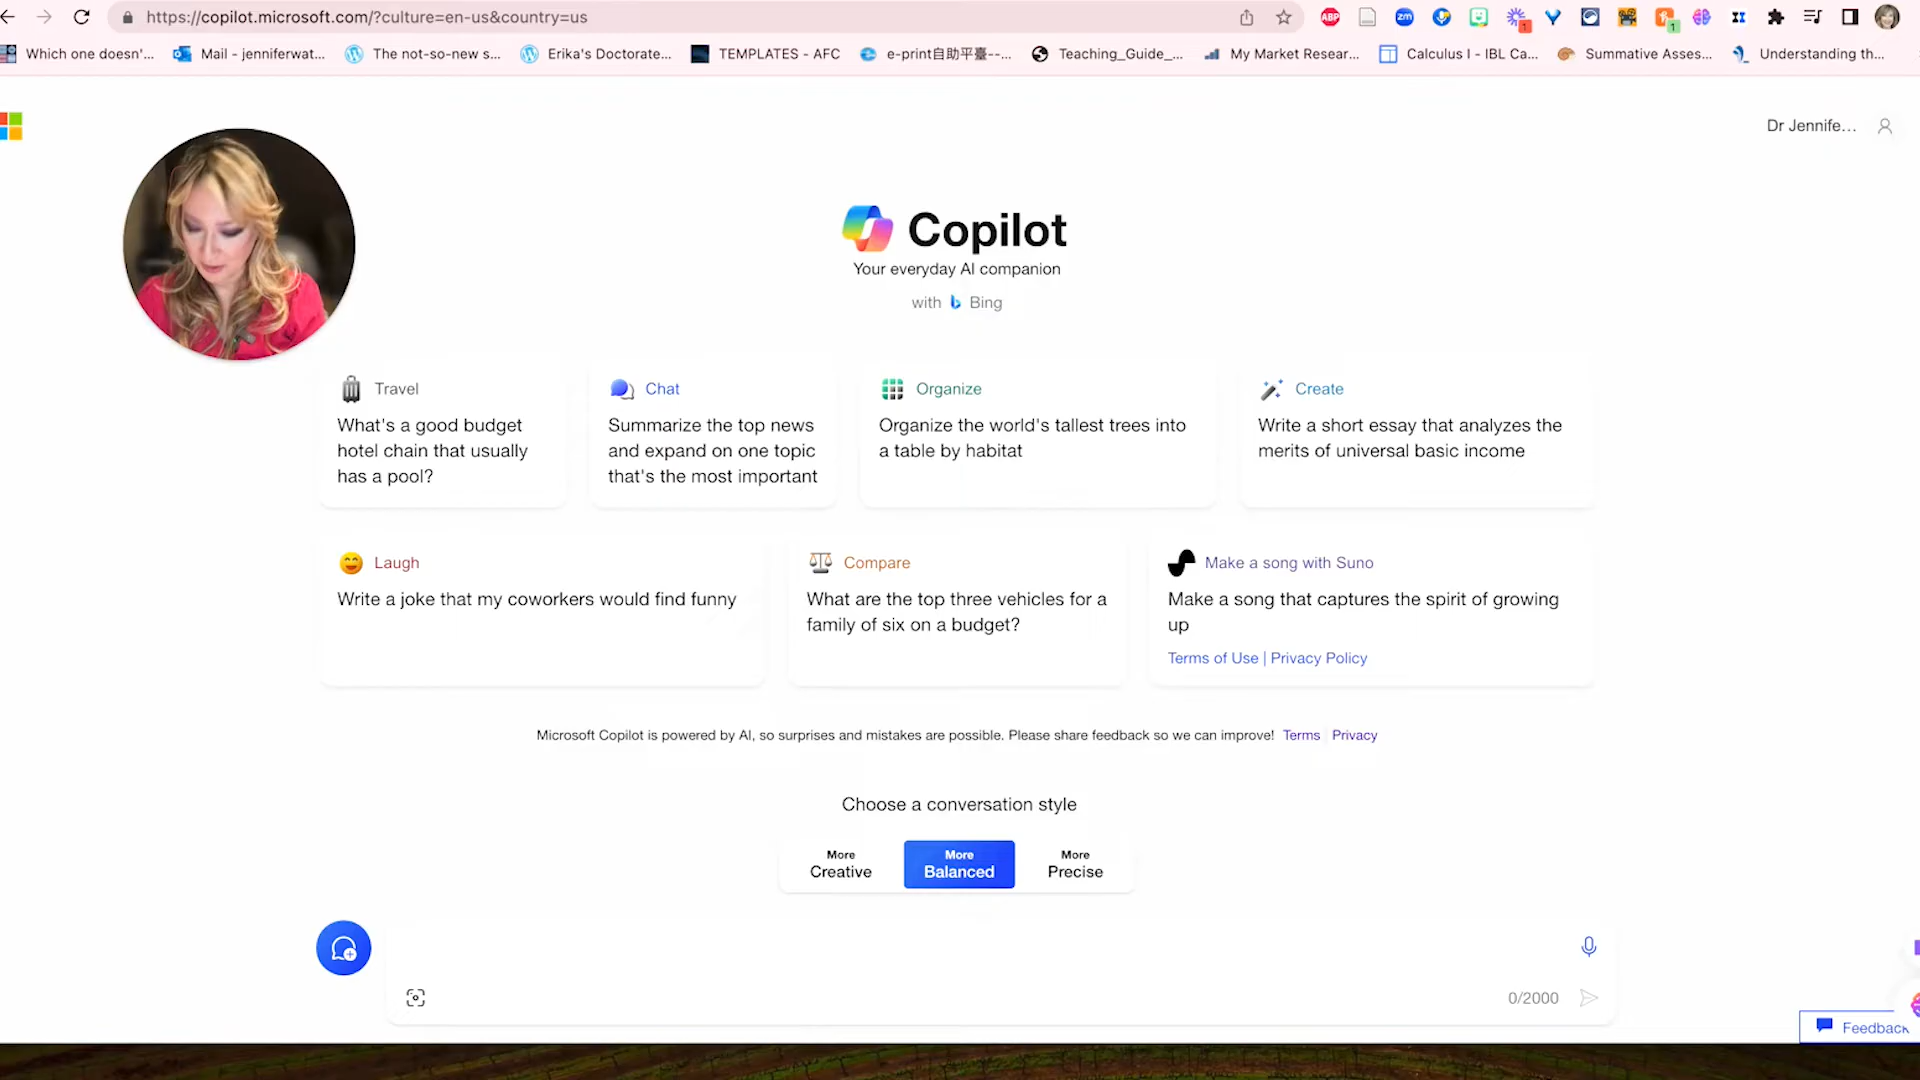 https://copilot.microsoft.com/?culture=en-us&country=us
ABP
zm
1
1
Which one doesn'...
Mail - jenniferwat...
The not-so-new s...
Erika's Doctorate...
TEMPLATES - AFC
e-print自助平臺--...
Teaching_Guide_...
My Market Resear...
Calculus I - IBL Ca...
Summative Asses...
Understanding th...
Dr Jennife...
Copilot
Your everyday AI companion
with Bing
Travel
What's a good budget
hotel chain that usually
has a pool?
Chat
Summarize the top news
and expand on one topic
that's the most important
Organize
Organize the world's tallest trees into
a table by habitat
Create
Write a short essay that analyzes the
merits of universal basic income
Laugh
Write a joke that my coworkers would find funny
Compare
What are the top three vehicles for a
family of six on a budget?
Make a song with Suno
Make a song that captures the spirit of growing
up
Terms of Use | Privacy Policy
Microsoft Copilot is powered by AI, so surprises and mistakes are possible. Please share feedback so we can improve! Terms Privacy
Choose a conversation style
More
Creative
More
Balanced
More
Precise
0/2000
Feedback